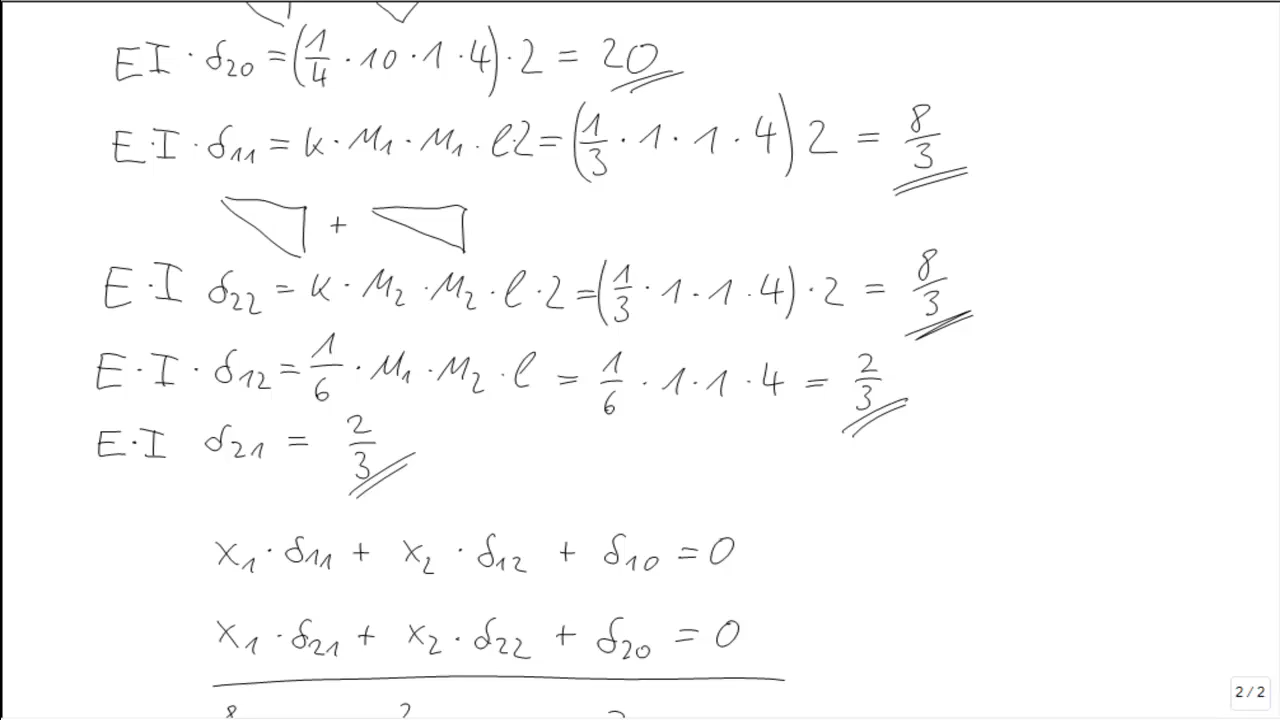 EI · δ₂₀ = (1/4 · 10 · 1 · 4) · 2 = 20
E·I · δ₁₁ = k · M₁ · M₁ · l·2 = (1/3 · 1 · 1 · 4) 2 = 8/3
+
E·I δ₂₂ = k · M₂ · M₂ · l · 2 = (1/3 · 1 · 1 · 4) · 2 = 8/3
E·I · δ₁₂ = 1/6 · M₁ · M₂ · l = 1/6 · 1 · 1 · 4 = 2/3
E·I δ₂₁ = 2/3
x₁ · δ₁₁ + x₂ · δ₁₂ + δ₁₀ = 0
x₁ · δ₂₁ + x₂ · δ₂₂ + δ₂₀ = 0
2 / 2